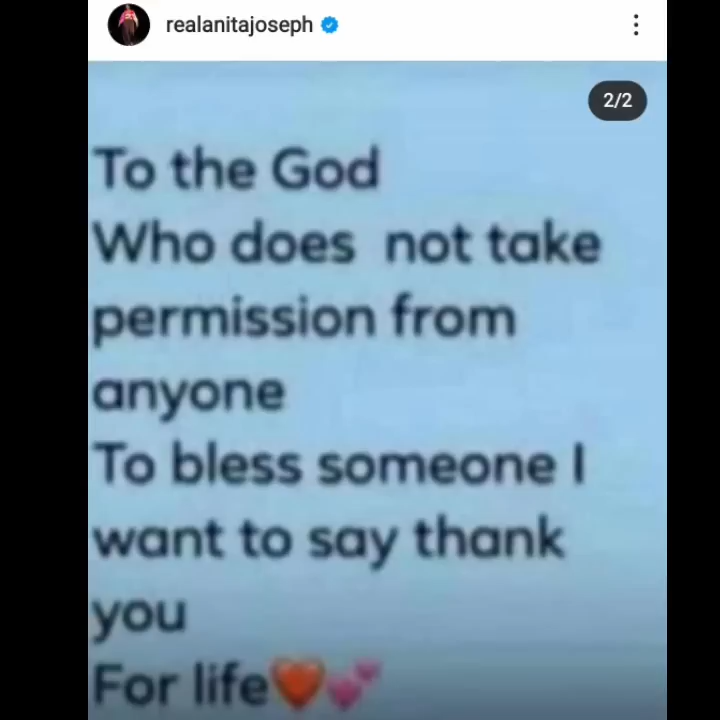 realanitajoseph
2/2
To the God
Who does not take
permission from
anyone
To bless someone I
want to say thank
you
For life❤️💕